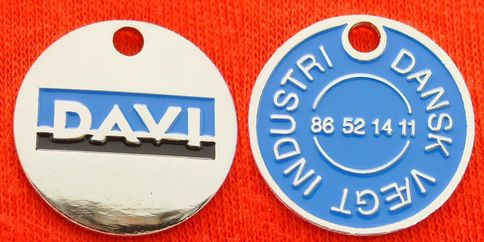 DAVI
DANSK VÆGT INDUSTRI
86 52 14 11